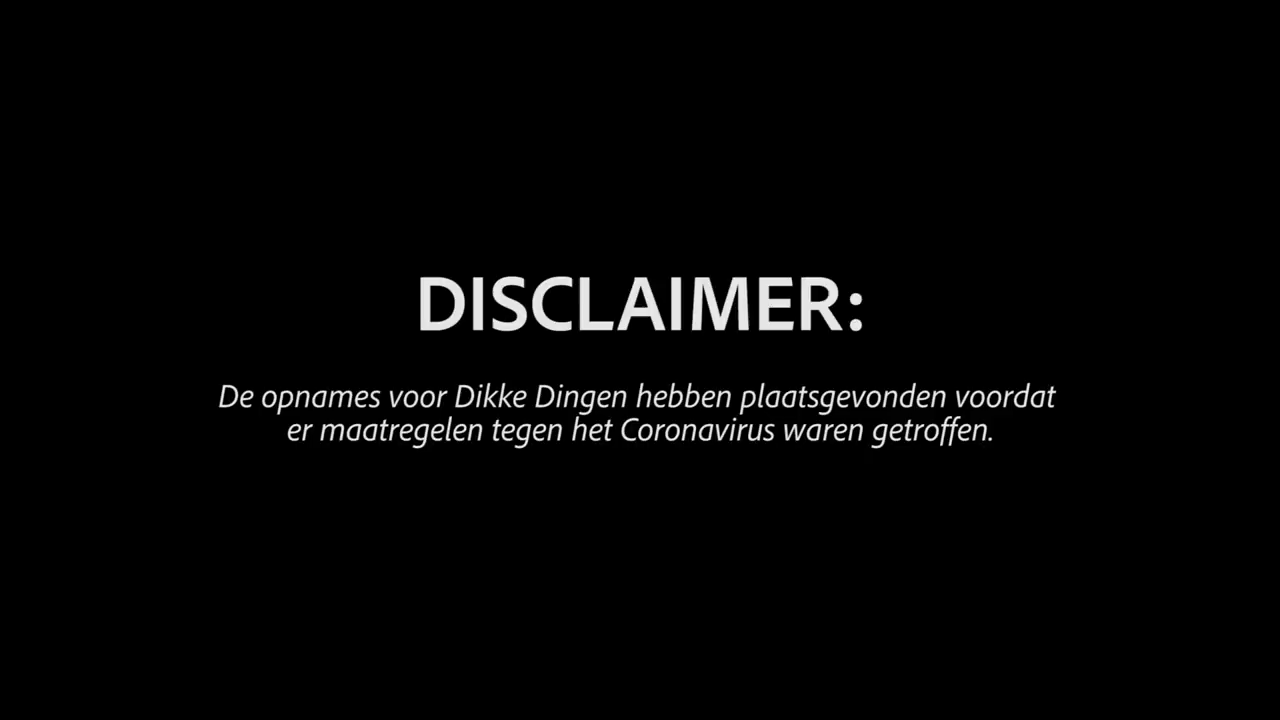 DISCLAIMER:
De opnames voor Dikke Dingen hebben plaatsgevonden voordat
er maatregelen tegen het Coronavirus waren getroffen.